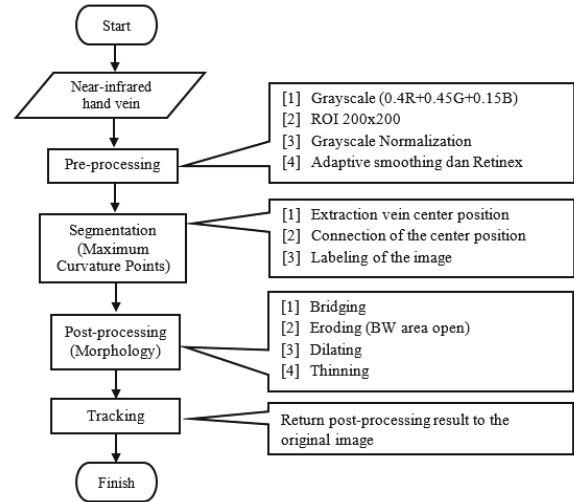 Start
Near-infrared
hand vein
[1] Grayscale (0.4R+0.45G+0.15B)
[2] ROI 200x200
[3] Grayscale Normalization
[4] Adaptive smoothing dan Retinex
Pre-processing
Segmentation
(Maximum
Curvature Points)
[1] Extraction vein center position
[2] Connection of the center position
[3] Labeling of the image
Post-processing
(Morphology)
[1] Bridging
[2] Eroding (BW area open)
[3] Dilating
[4] Thinning
Tracking
Return post-processing result to the
original image
Finish